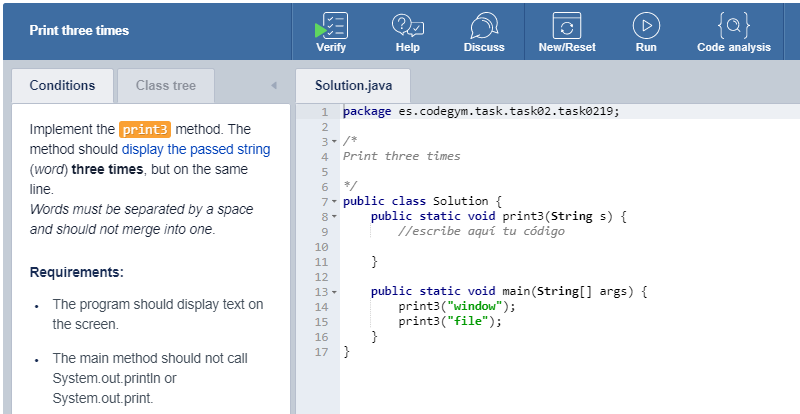 Print three times
Verify
Help
Discuss
New/Reset
Run
Code analysis
Conditions
Class tree
Implement the print3 method. The
method should display the passed string
(word) three times, but on the same
line.
Words must be separated by a space
and should not merge into one.
Requirements:
• The program should display text on
the screen.
• The main method should not call
System.out.println or
System.out.print.
Solution.java
1 package es.codegym.task.task02.task0219;
2
3 /*
4 Print three times
5
6 */
7 public class Solution {
8     public static void print3(String s) {
9         //escribe aquí tu código
10
11     }
12
13     public static void main(String[] args) {
14         print3("window");
15         print3("file");
16     }
17 }